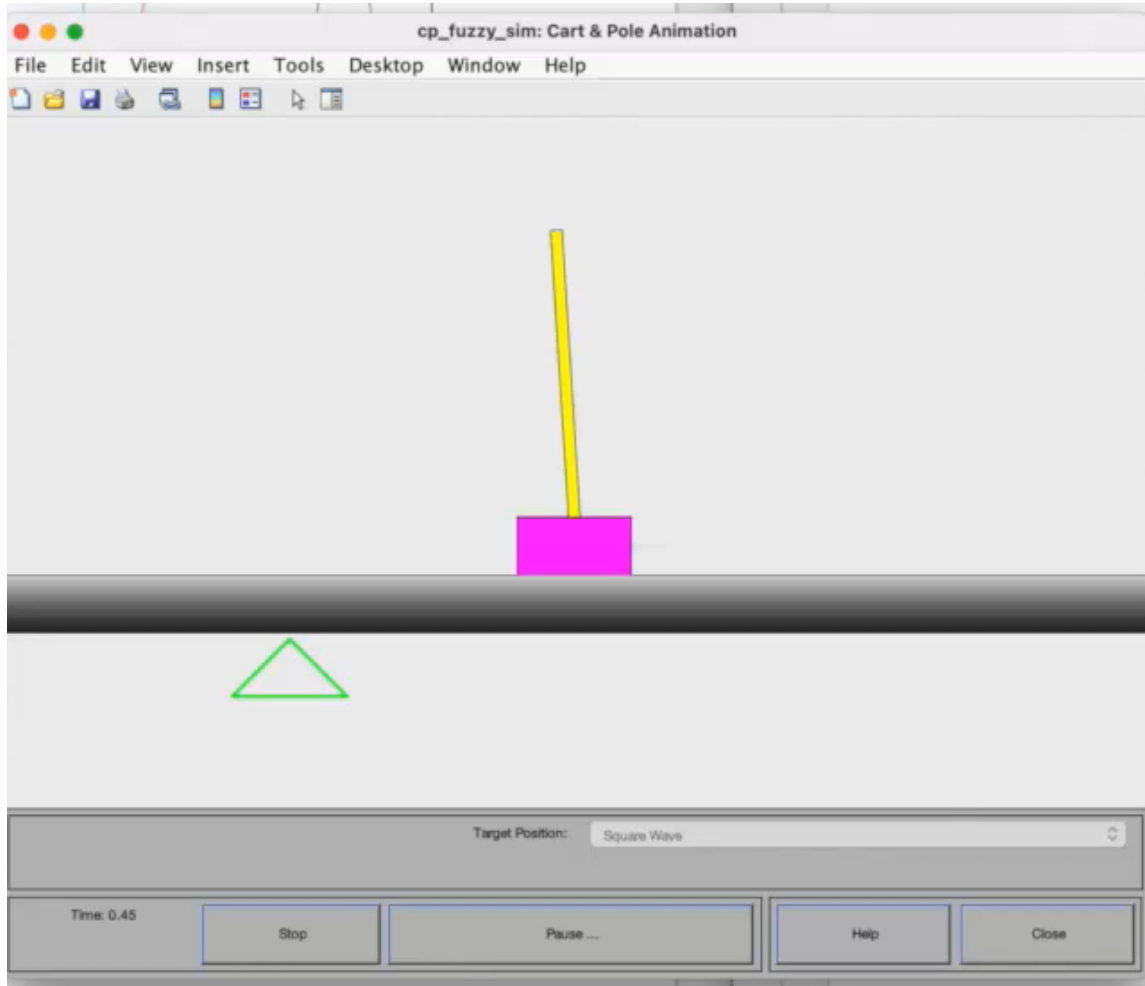 cp_fuzzy_sim: Cart & Pole Animation
File Edit View Insert Tools Desktop Window Help
Target Position: Square Wave
Time: 0.45 Stop Pause ... Help Close